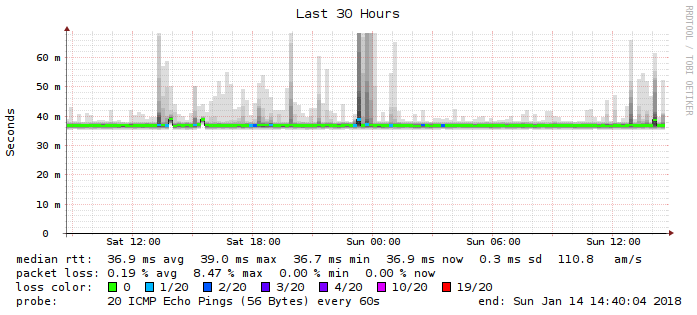 Last 30 Hours
RRDTOOL / TOBI OETIKER
Seconds
60 m
50 m
40 m
30 m
20 m
10 m
0
Sat 12:00 Sat 18:00 Sun 00:00 Sun 06:00 Sun 12:00
median rtt: 36.9 ms avg 39.0 ms max 36.7 ms min 36.9 ms now 0.3 ms sd 110.8 am/s
packet loss: 0.19 % avg 8.47 % max 0.00 % min 0.00 % now
loss color: 0 1/20 2/20 3/20 4/20 10/20 19/20
probe: 20 ICMP Echo Pings (56 Bytes) every 60s end: Sun Jan 14 14:40:04 2018